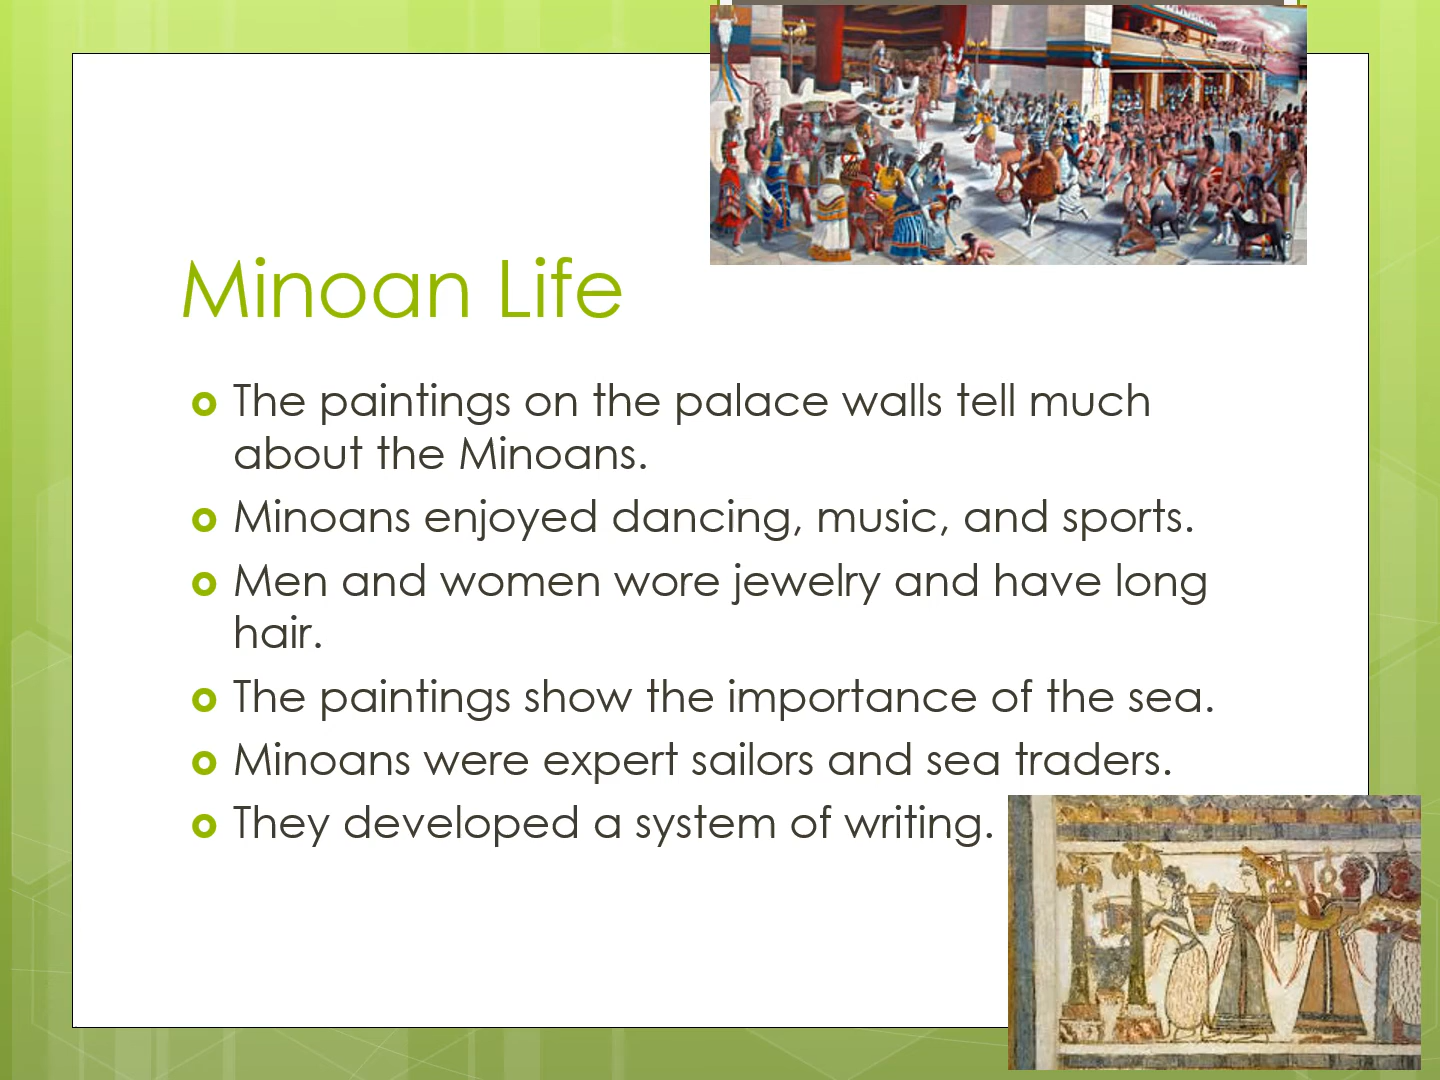 Minoan Life
The paintings on the palace walls tell much
about the Minoans.
Minoans enjoyed dancing, music, and sports.
Men and women wore jewelry and have long
hair.
The paintings show the importance of the sea.
Minoans were expert sailors and sea traders.
They developed a system of writing.